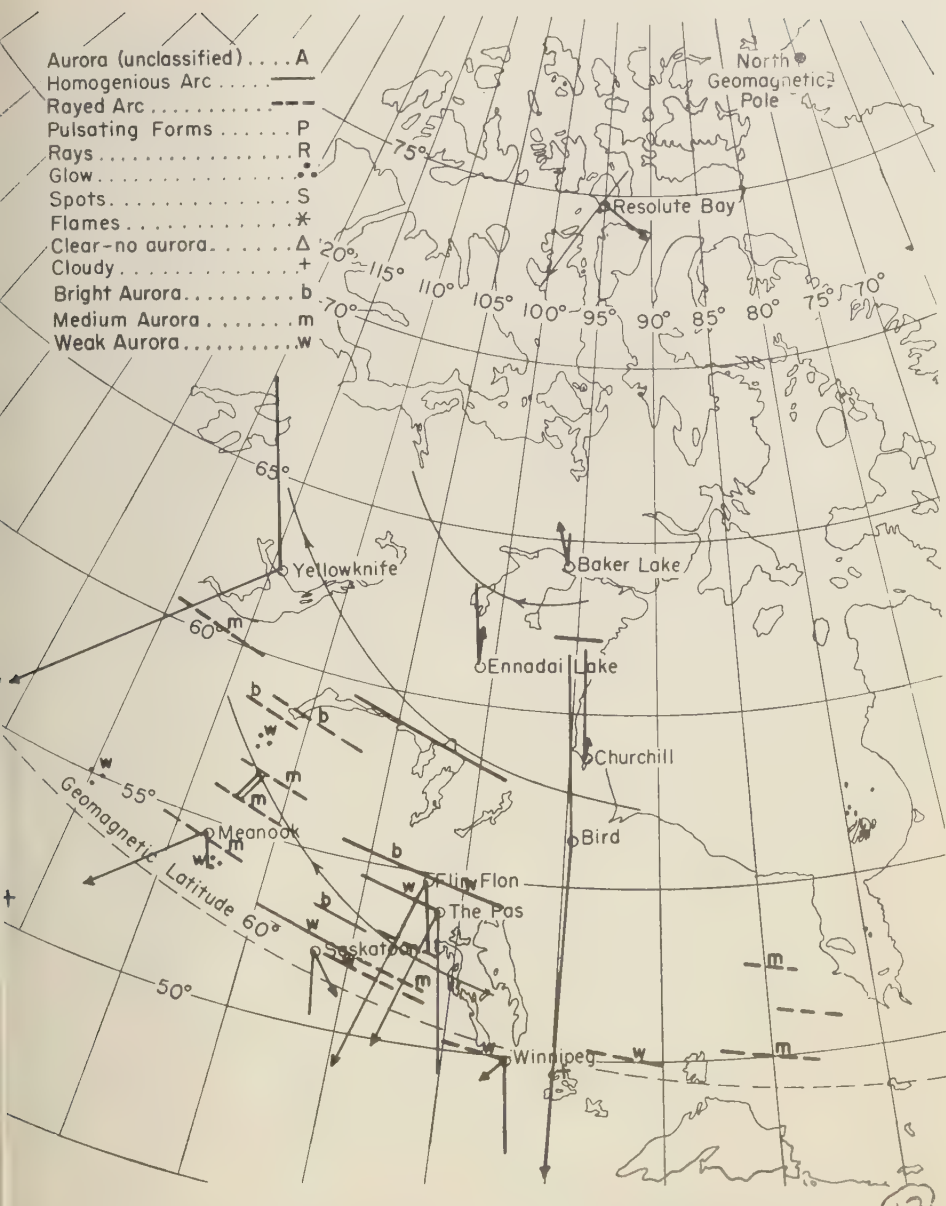 Aurora (unclassified)....A
Homogenious Arc.....
Rayed Arc..........
Pulsating Forms......P
Rays...............R
Glow...............
Spots..............S
Flames............*
Clear-no aurora......Δ
Cloudy.............+
Bright Aurora.........b
Medium Aurora.......m
Weak Aurora........w
North
Geomagnetic
Pole
75°
Resolute Bay
20° 115° 110° 105° 100° 95° 90° 85° 80° 75° 70°
70°
65°
Yellowknife
Baker Lake
m
60°
Ennadai Lake
b
b
w
Churchill
w
m
55°
m
Geomagnetic Latitude 60°
Meanook
m
Bird
w
b
w
Flin Flon
w
b
The Pas
+
w
Saskatoon
m
m
50°
w
Winnipeg
w
m
+